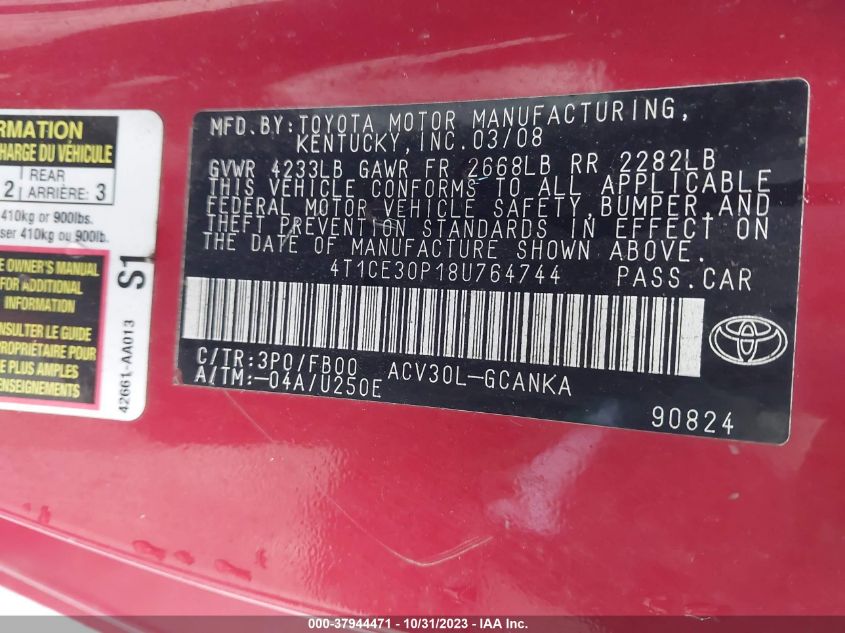 RMATION
CHARGE DU VÉHICULE
2 REAR ARRIÈRE: 3
410kg or 900lbs.
ser 410kg ou 900lb.
E OWNER'S MANUAL
FOR ADDITIONAL
INFORMATION
NSULTER LE GUIDE
PROPRIÉTAIRE POUR
E PLUS AMPLES
ENSEIGNEMENTS
S1
42661-AA013
MFD.BY:TOYOTA MOTOR MANUFACTURING,
KENTUCKY,INC.03/08
GVWR 4233LB GAWR FR 2668LB RR 2282LB
THIS VEHICLE CONFORMS TO ALL APPLICABLE
FEDERAL MOTOR VEHICLE SAFETY,BUMPER,AND
THEFT PREVENTION STANDARDS IN EFFECT ON
THE DATE OF MANUFACTURE SHOWN ABOVE.
4T1CE30P18U764744 PASS.CAR
C/TR:3P0/FB00 ACV30L-GCANKA
A/TM:-04A/U250E
90824
000-37944471 - 10/31/2023 - IAAI Corp.